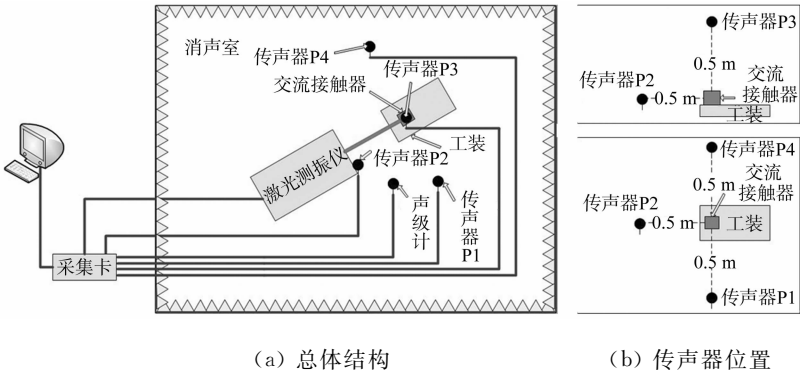 消声室
传声器P4
传声器P3
交流接触器
工装
传声器P2
激光测振仪
声级计
传声器P1
采集卡
(a) 总体结构
传声器P3
0.5 m
传声器P2
0.5 m
交流
接触器
工装
传声器P4
0.5 m
交流
接触器
传声器P2
0.5 m
工装
0.5 m
传声器P1
(b) 传声器位置